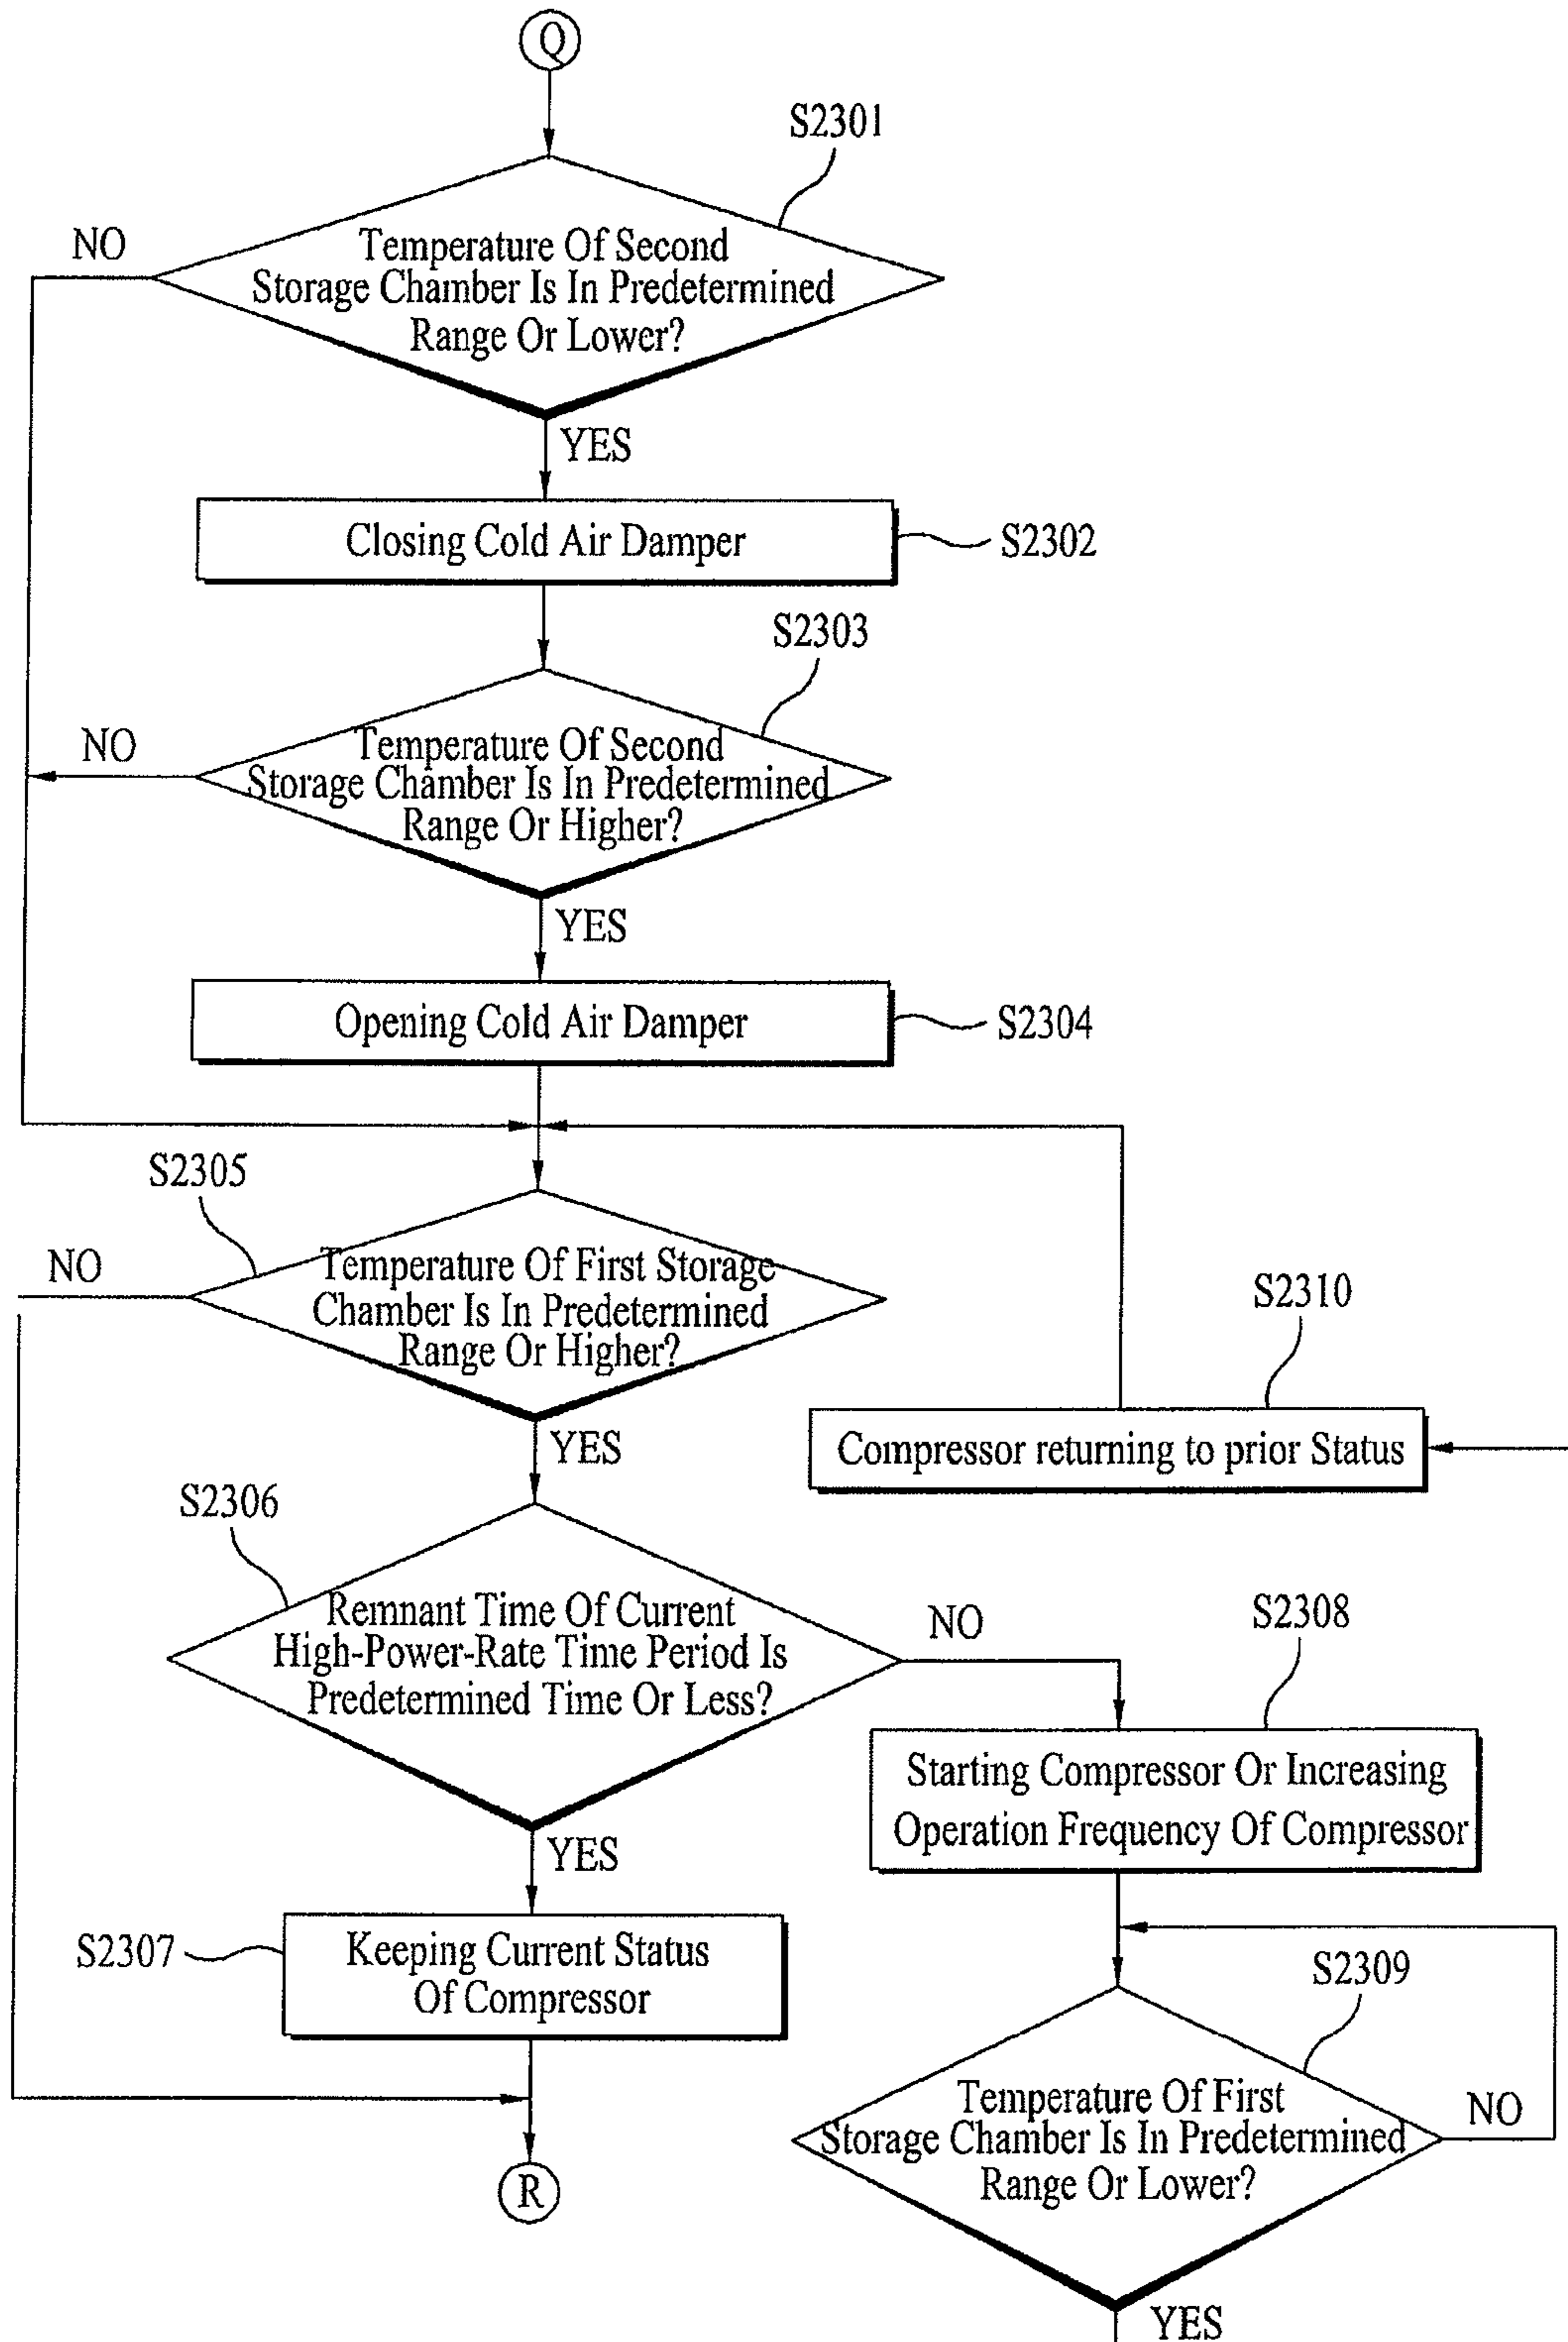 Q
S2301
NO
Temperature Of Second
Storage Chamber Is In Predetermined
Range Or Lower?
YES
Closing Cold Air Damper
S2302
S2303
NO
Temperature Of Second
Storage Chamber Is In Predetermined
Range Or Higher?
YES
Opening Cold Air Damper
S2304
S2305
NO
Temperature Of First Storage
Chamber Is In Predetermined
Range Or Higher?
YES
S2310
Compressor returning to prior Status
S2306
Remnant Time Of Current
High-Power-Rate Time Period Is
Predetermined Time Or Less?
NO
S2308
Starting Compressor Or Increasing
Operation Frequency Of Compressor
YES
S2307
Keeping Current Status
Of Compressor
S2309
Temperature Of First
Storage Chamber Is In Predetermined
Range Or Lower?
NO
R
YES